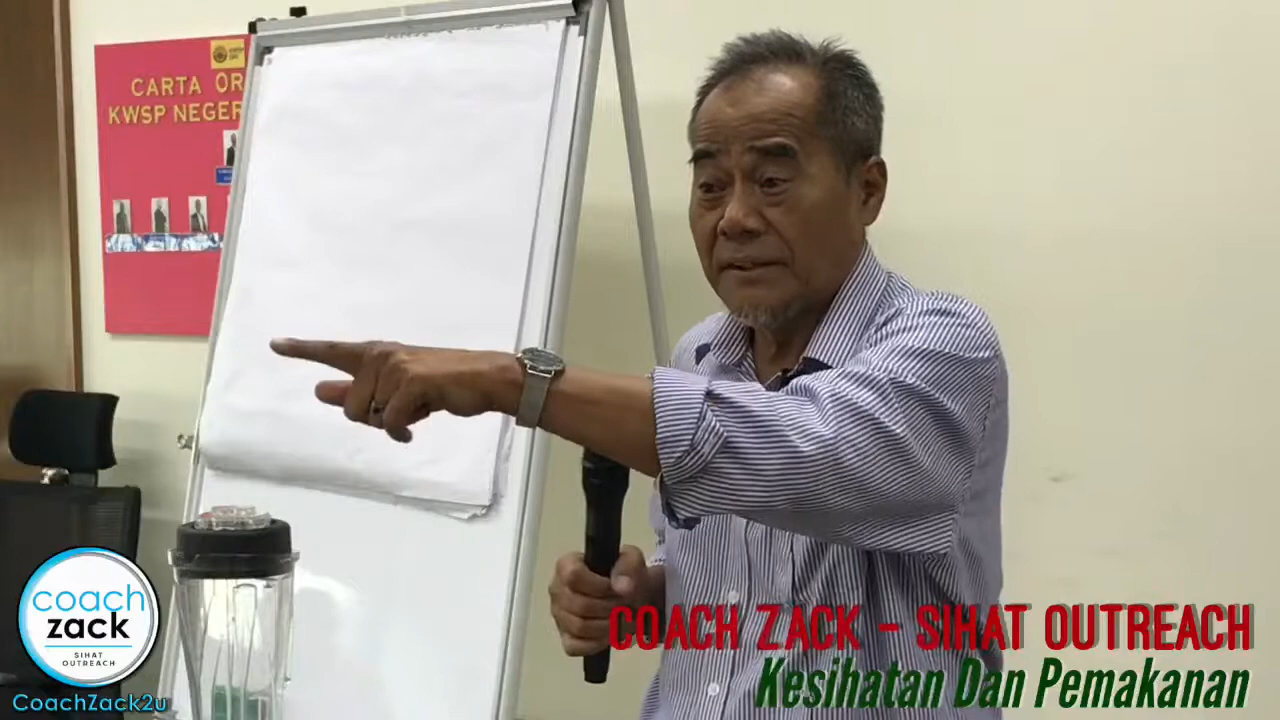 CARTA OR
KWSP NEGER
coach
zack
SIHAT
OUTREACH
CoachZack2u
COACH ZACK - SIHAT OUTREACH
Kesihatan Dan Pemakanan